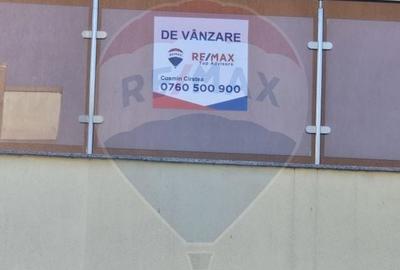 DE VÂNZARE
RE/MAX
Top Advisors
Cosmin Cirstea
0760 500 900
RE/MAX